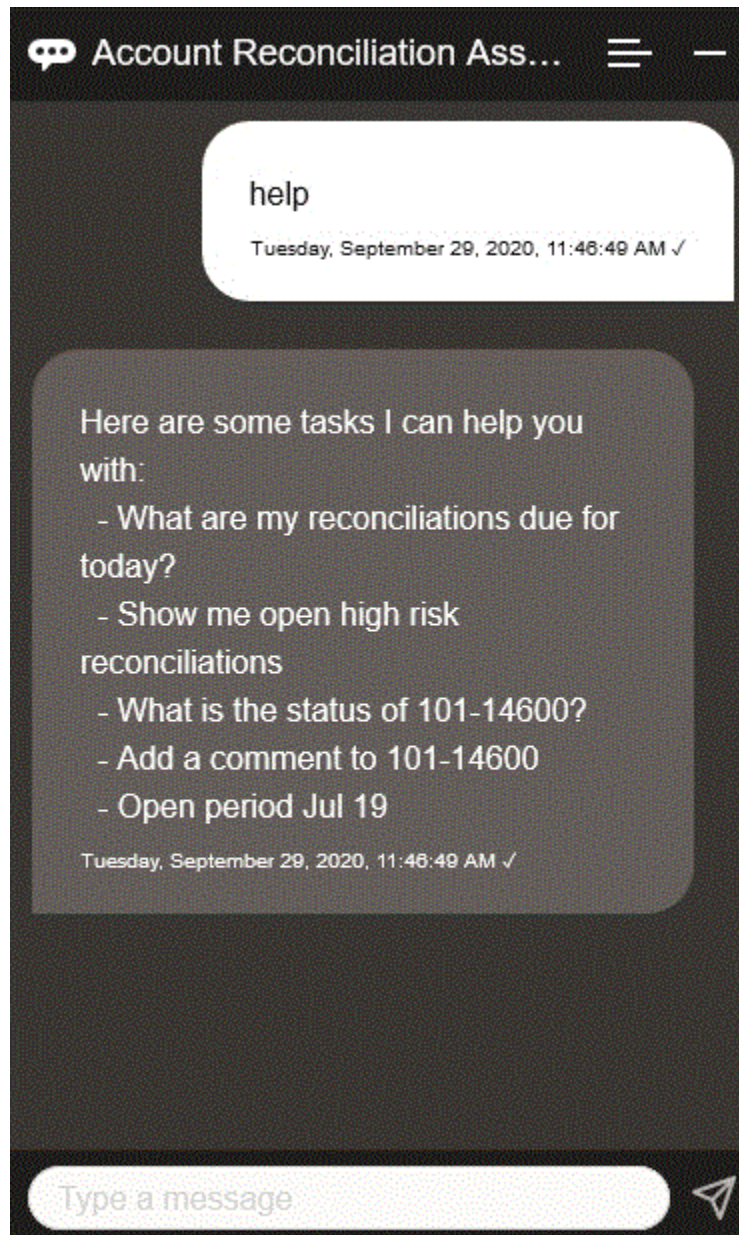 Account Reconciliation Ass...
help
Tuesday, September 29, 2020, 11:46:49 AM ✓
Here are some tasks I can help you
with:
- What are my reconciliations due for
today?
- Show me open high risk
reconciliations
- What is the status of 101-14600?
- Add a comment to 101-14600
- Open period Jul 19
Tuesday, September 29, 2020, 11:46:49 AM ✓
Type a message